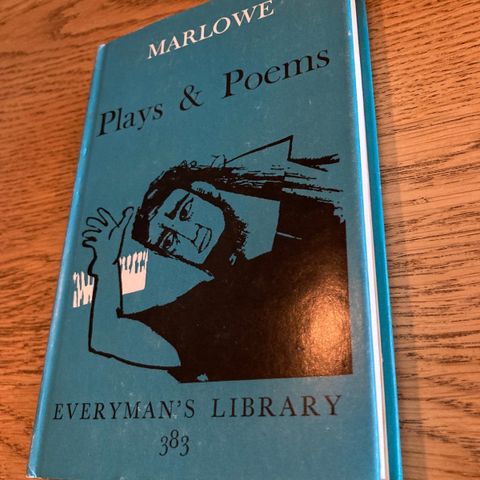 MARLOWE
Plays & Poems
EVERYMAN'S LIBRARY
383